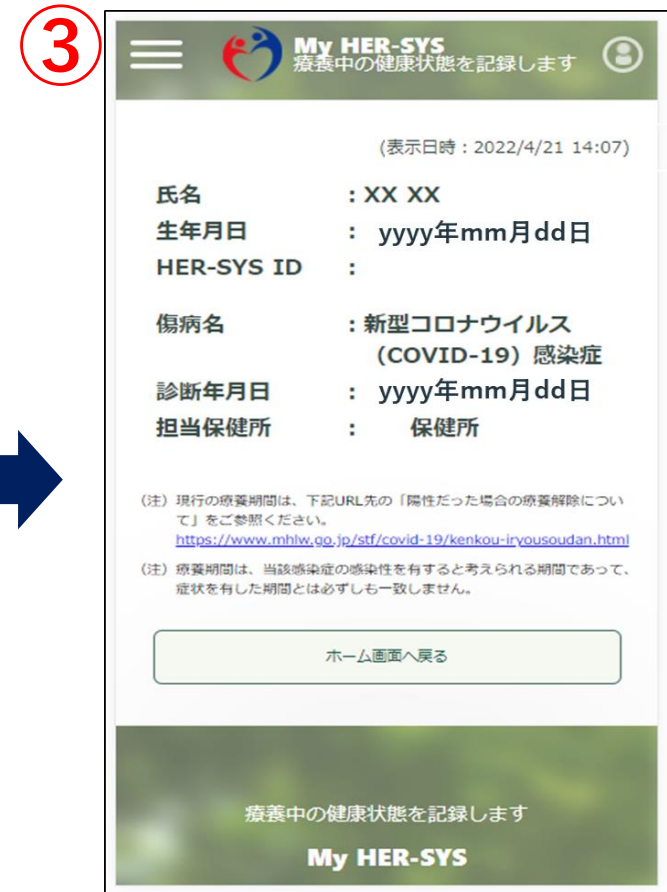 ③
My HER-SYS
療養中の健康状態を記録します
(表示日時：2022/4/21 14:07)
氏名 : XX XX
生年月日 : yyyy年mm月dd日
HER-SYS ID :
傷病名 : 新型コロナウイルス
(COVID-19) 感染症
診断年月日 : yyyy年mm月dd日
担当保健所 : 保健所
（注）現行の療養期間は、下記URL先の「陽性だった場合の療養解除につい
て」をご参照ください。
https://www.mhlw.go.jp/stf/covid-19/kenkou-iryousoudan.html
（注）療養期間は、当該感染症の感染性を有すると考えられる期間であって、
症状を有した期間とは必ずしも一致しません。
ホーム画面へ戻る
療養中の健康状態を記録します
My HER-SYS